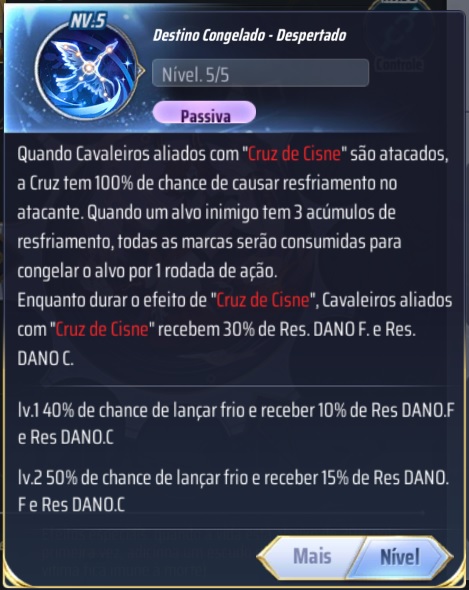 NV.5
Destino Congelado - Despertado
Nível. 5/5
Passiva
Quando Cavaleiros aliados com "Cruz de Cisne" são atacados,
a Cruz tem 100% de chance de causar resfriamento no
atacante. Quando um alvo inimigo tem 3 acúmulos de
resfriamento, todas as marcas serão consumidas para
congelar o alvo por 1 rodada de ação.
Enquanto durar o efeito de "Cruz de Cisne", Cavaleiros aliados
com "Cruz de Cisne" recebem 30% de Res. DANO F. e Res.
DANO C.
lv.1 40% de chance de lançar frio e receber 10% de Res DANO.F
e Res DANO.C
lv.2 50% de chance de lançar frio e receber 15% de Res DANO.
F e Res DANO.C
Mais
Nível